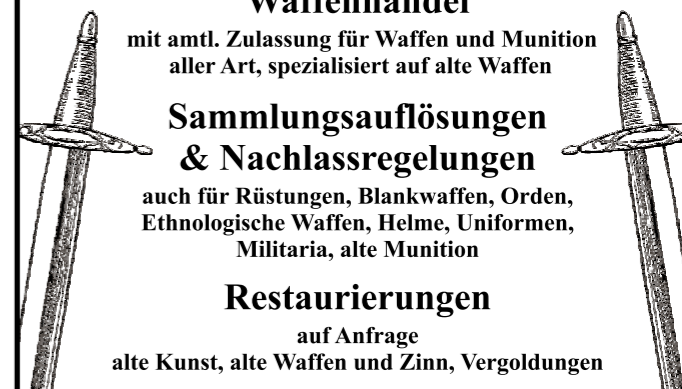 Waffenhandel
mit amtl. Zulassung für Waffen und Munition
aller Art, spezialisiert auf alte Waffen
Sammlungsauflösungen
& Nachlassregelungen
auch für Rüstungen, Blankwaffen, Orden,
Ethnologische Waffen, Helme, Uniformen,
Militaria, alte Munition
Restaurierungen
auf Anfrage
alte Kunst, alte Waffen und Zinn, Vergoldungen